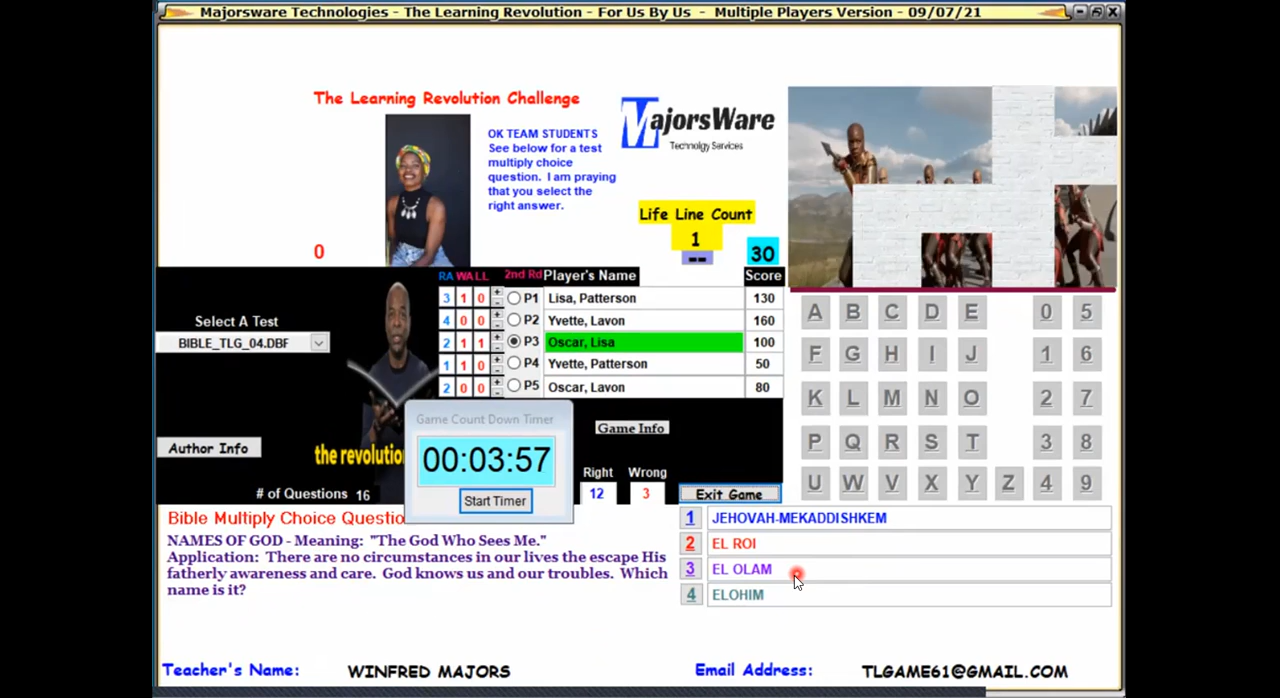 Majorsware Technologies - The Learning Revolution - For Us By Us - Multiple Players Version - 09/07/21
The Learning Revolution Challenge
MajorsWare
Technolgy Services
OK TEAM STUDENTS
See below for a test
multiply choice
question. I am praying
that you select the
right answer.
Life Line Count
1
--
0
30
RA WA LL 2nd Rd Player's Name Score
3 1 0 + - P1 Lisa, Patterson 130
4 0 0 + - P2 Yvette, Lavon 160
2 1 1 + - P3 Oscar, Lisa 100
1 1 0 + - P4 Yvette, Patterson 50
2 0 0 + - P5 Oscar, Lavon 80
Select A Test
BIBLE_TLG_04.DBF
Author Info
the revolutio
# of Questions 16
Game Count Down Timer
00:03:57
Start Timer
Game Info
Right Wrong
12 3
Exit Game
A B C D E 0 5
F G H I J 1 6
K L M N O 2 7
P Q R S T 3 8
U V W X Y Z 4 9
Bible Multiply Choice Questio
NAMES OF GOD - Meaning: "The God Who Sees Me."
Application: There are no circumstances in our lives the escape His
fatherly awareness and care. God knows us and our troubles. Which
name is it?
1 JEHOVAH-MEKADDISHKEM
2 EL ROI
3 EL OLAM
4 ELOHIM
Teacher's Name: WINFRED MAJORS
Email Address: TLGAME61@GMAIL.COM